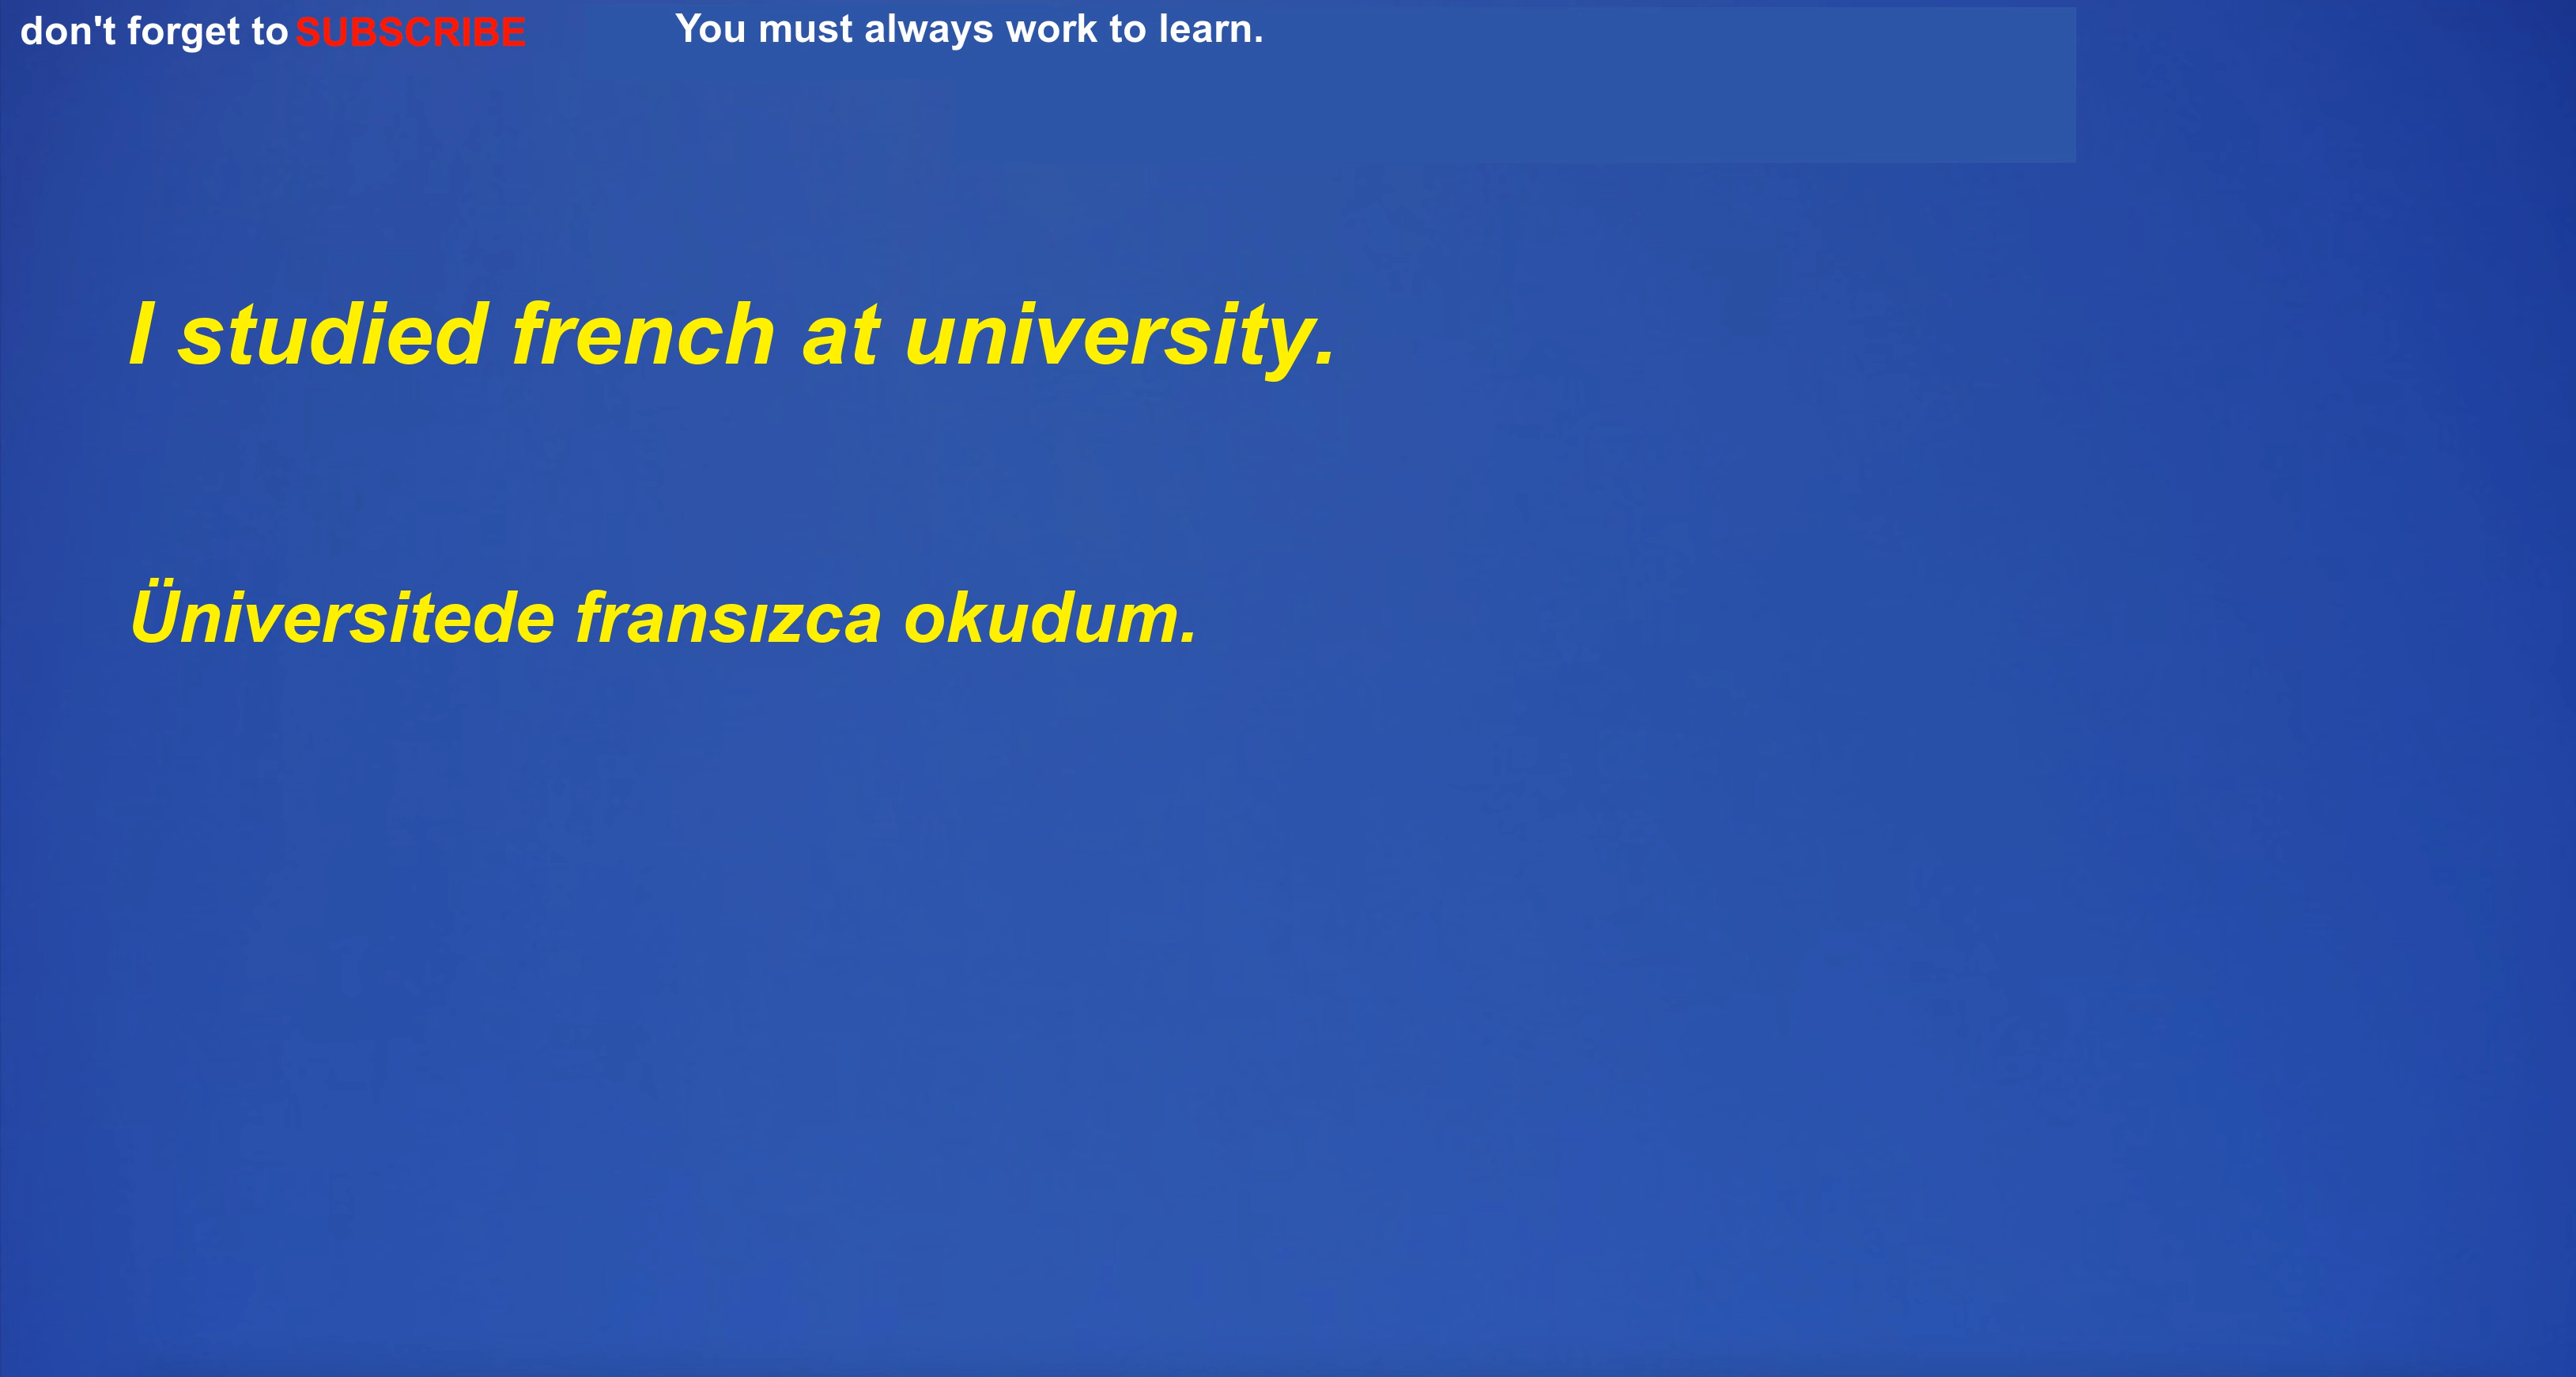 don't forget to SUBSCRIBE
You must always work to learn.
I studied french at university.
Üniversitede fransızca okudum.